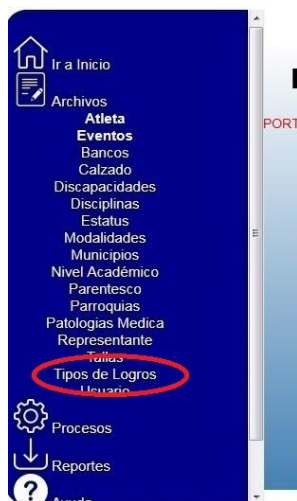 Ir a Inicio
Archivos
Atleta
Eventos
PORT
Bancos
Calzado
Discapacidades
Disciplinas
Estatus
Modalidades
Municipios
Nivel Académico
Parentesco
Parroquias
Patologias Medica
Representante
Tallas
Tipos de Logros
Usuario
Procesos
Reportes
Ayuda